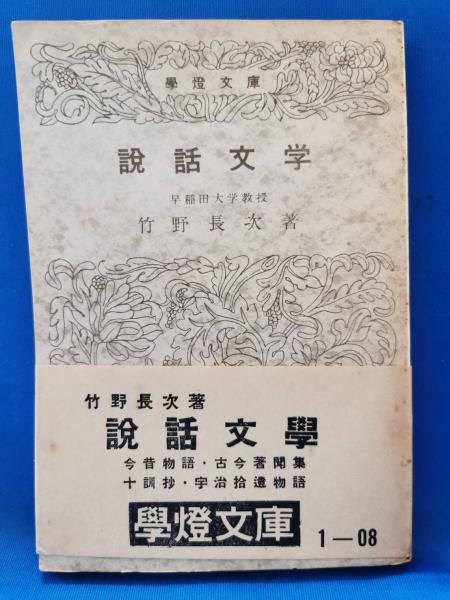 學燈文庫
說話文学
早稲田大学教授
竹野長次著
竹野長次著
說話文學
今昔物語・古今著聞集
十訓抄・宇治拾遺物語
學燈文庫
1—08